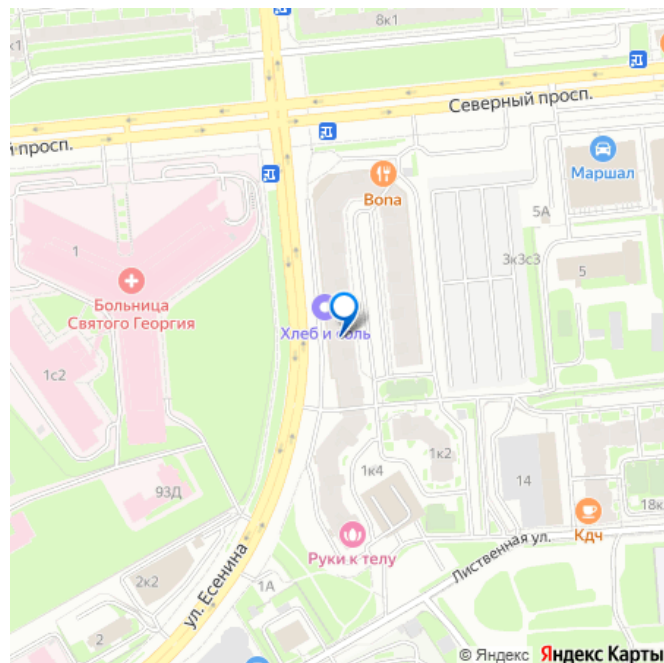 8к1
к1
Северный просп.
й просп.
Маршал
Вопа
5А
1
3к3с3
5
Больница
Святого Георгия
Хлеб и соль
1с2
1к2
1к4
93Д
14
18к
Кдч
Руки к телу
Лиственная ул.
2к2
1А
ул. Есенина
2
© Яндекс Яндекс Карты